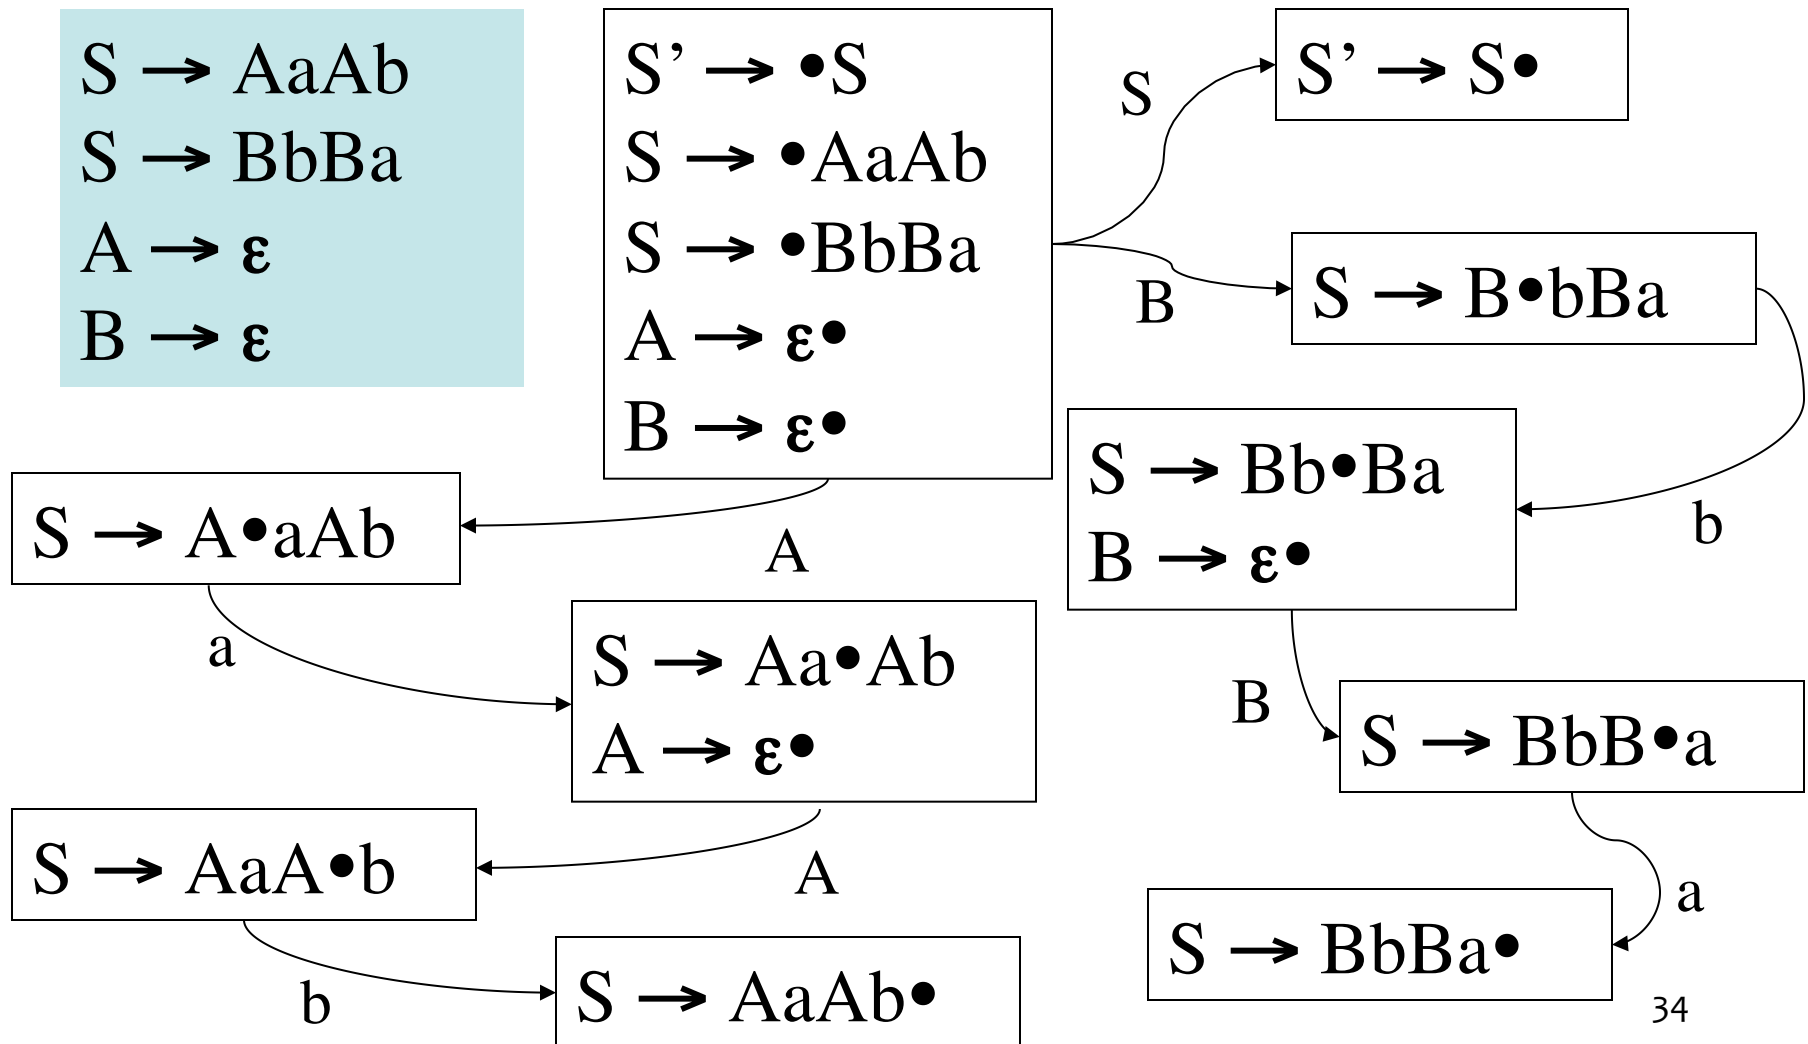 S → AaAb
S → BbBa
A → ε
B → ε
S’ → •S
S → •AaAb
S → •BbBa
A → ε•
B → ε•
S
S’ → S•
B
S → B•bBa
b
S → Bb•Ba
B → ε•
A
S → A•aAb
a
S → Aa•Ab
A → ε•
B
S → BbB•a
A
S → AaA•b
a
S → BbBa•
b
S → AaAb•
34